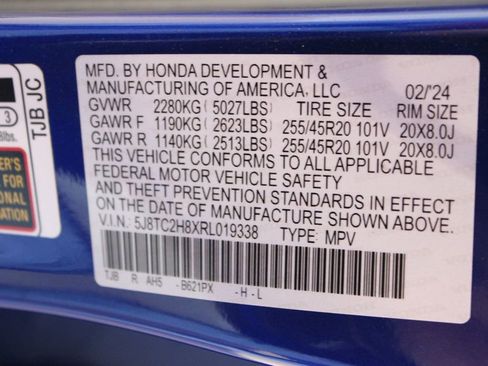 MFD. BY HONDA DEVELOPMENT &
MANUFACTURING OF AMERICA, LLC 02/'24
GVWR 2280KG (5027LBS) TIRE SIZE RIM SIZE
GAWR F 1190KG (2623LBS) 255/45R20 101V 20X8.0J
GAWR R 1140KG (2513LBS) 255/45R20 101V 20X8.0J
THIS VEHICLE CONFORMS TO ALL APPLICABLE
FEDERAL MOTOR VEHICLE SAFETY
AND THEFT PREVENTION STANDARDS IN EFFECT
ON THE DATE OF MANUFACTURE SHOWN ABOVE.
V.I.N.: 5J8TC2H8XRL019338 TYPE: MPV
TJB R AH5 -B621PX -H-L
TJB JC
3
lbs.
FOR